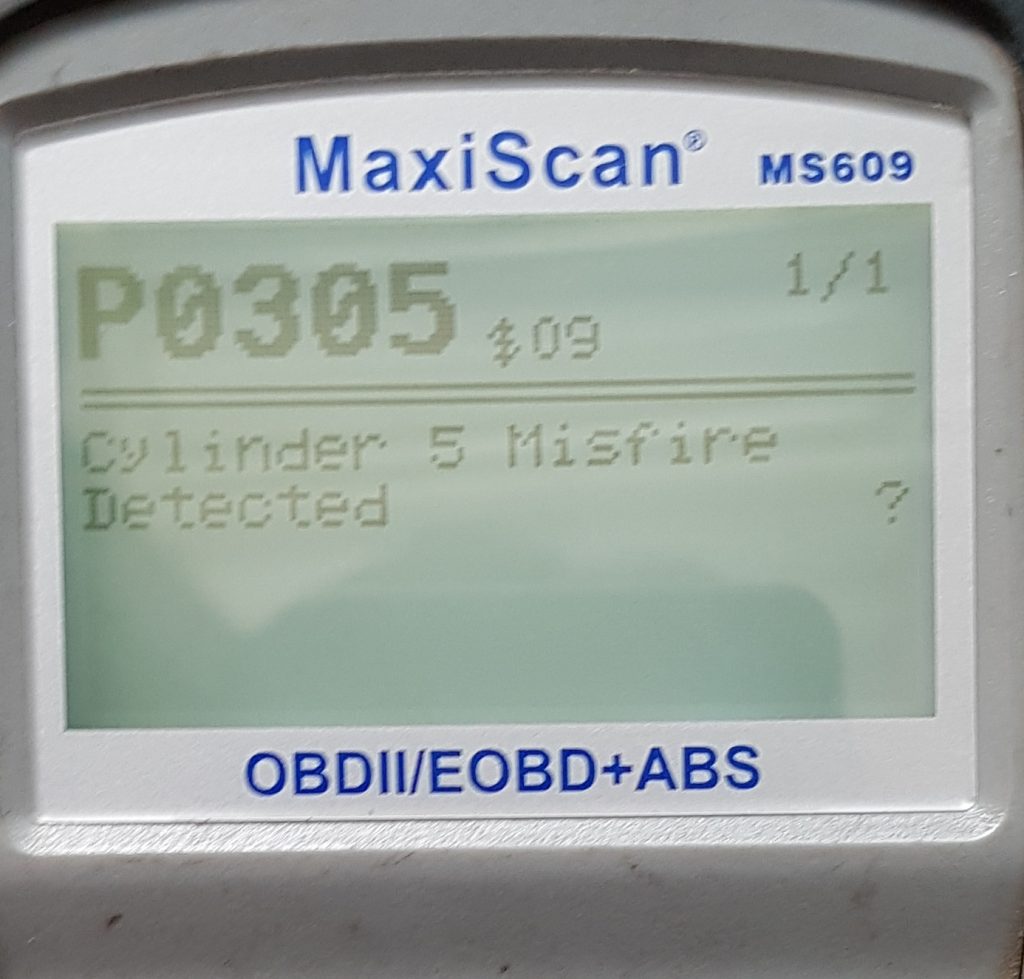 MaxiScan® MS609
P0305 $09 1/1
Cylinder 5 Misfire
Detected ?
OBDII/EOBD+ABS